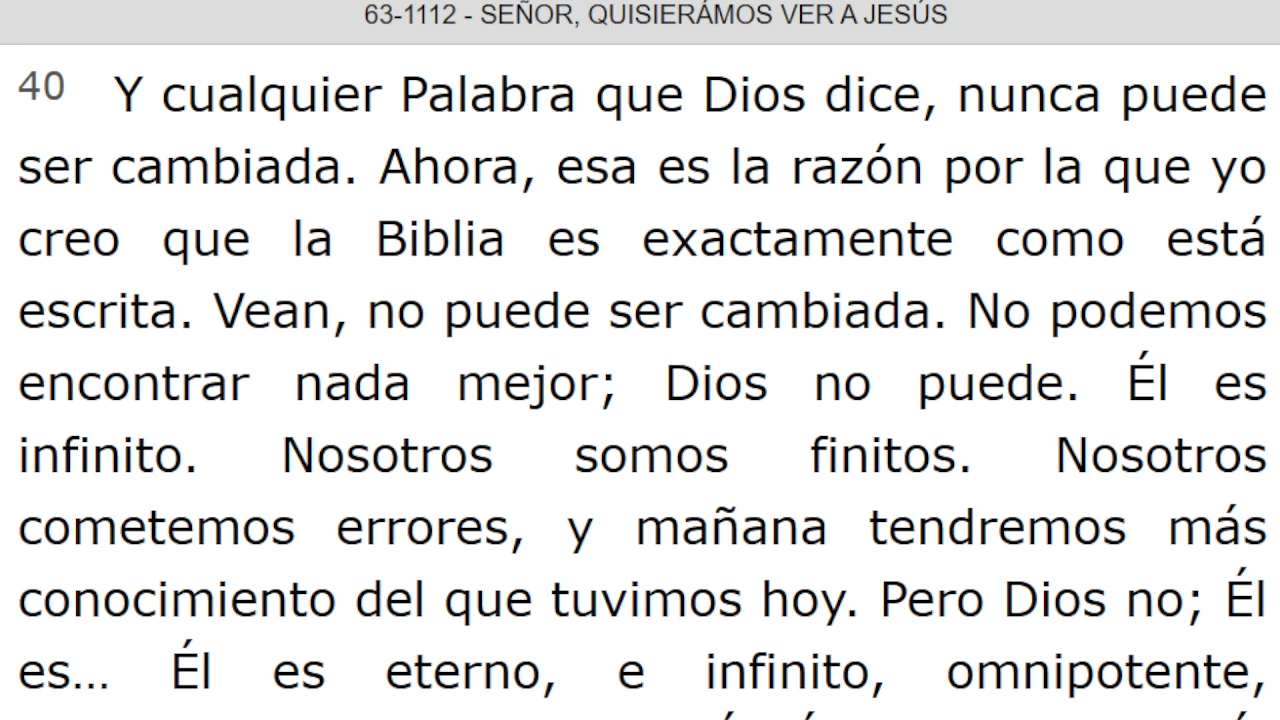 63-1112 - SEÑOR, QUISIERÁMOS VER A JESÚS
40 Y cualquier Palabra que Dios dice, nunca puede
ser cambiada. Ahora, esa es la razón por la que yo
creo que la Biblia es exactamente como está
escrita. Vean, no puede ser cambiada. No podemos
encontrar nada mejor; Dios no puede. Él es
infinito. Nosotros somos finitos. Nosotros
cometemos errores, y mañana tendremos más
conocimiento del que tuvimos hoy. Pero Dios no; Él
es... Él es eterno, e infinito, omnipotente,